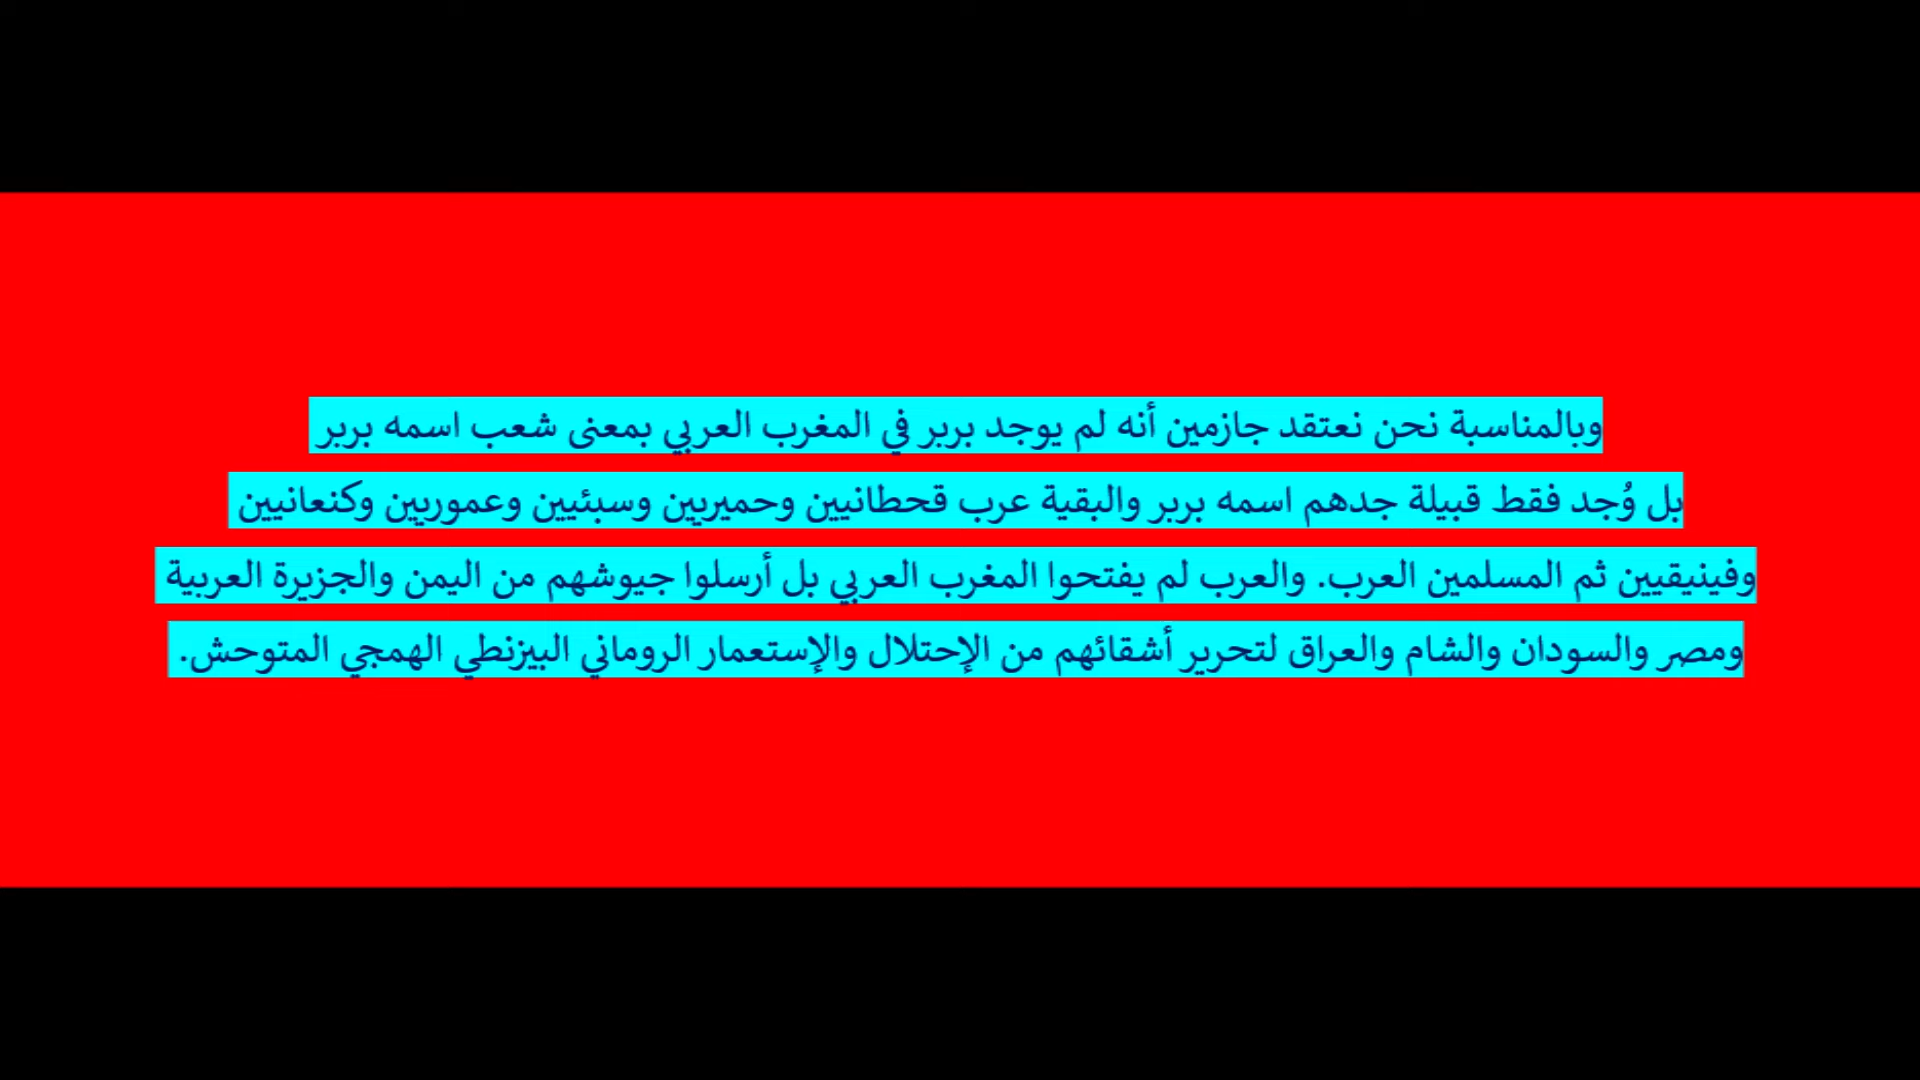 وبالمناسبة نحن نعتقد جازمين أنه لم يوجد بربر في المغرب العربي بمعنى شعب اسمه بربر
بل وُجد فقط قبيلة جدهم اسمه بربر والبقية عرب قحطانيين وحميريين وسبئيين وعموريين وكنعانيين
وفينيقيين ثم المسلمين العرب. والعرب لم يفتحوا المغرب العربي بل أرسلوا جيوشهم من اليمن والجزيرة العربية
ومصر والسودان والشام والعراق لتحرير أشقائهم من الإحتلال والإستعمار الروماني البيزنطي الهمجي المتوحش.